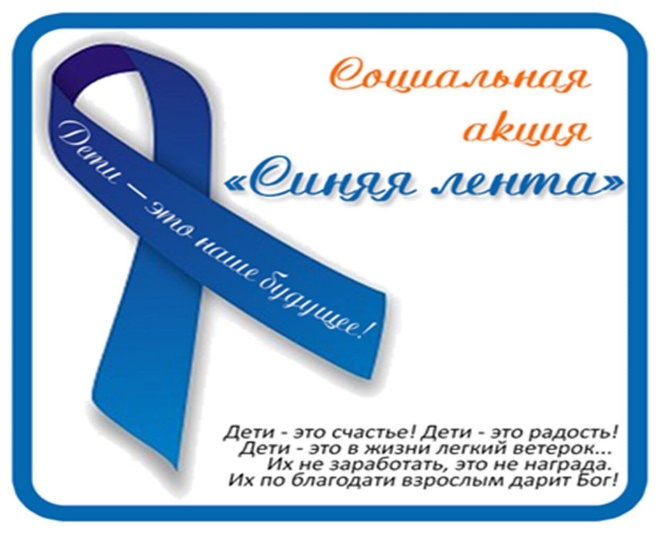 Социальная
акция
«Синяя лента»
Дети – это наше будущее!
Дети - это счастье! Дети - это радость!
Дети - это в жизни легкий ветерок...
Их не заработать, это не награда.
Их по благодати взрослым дарит Бог!